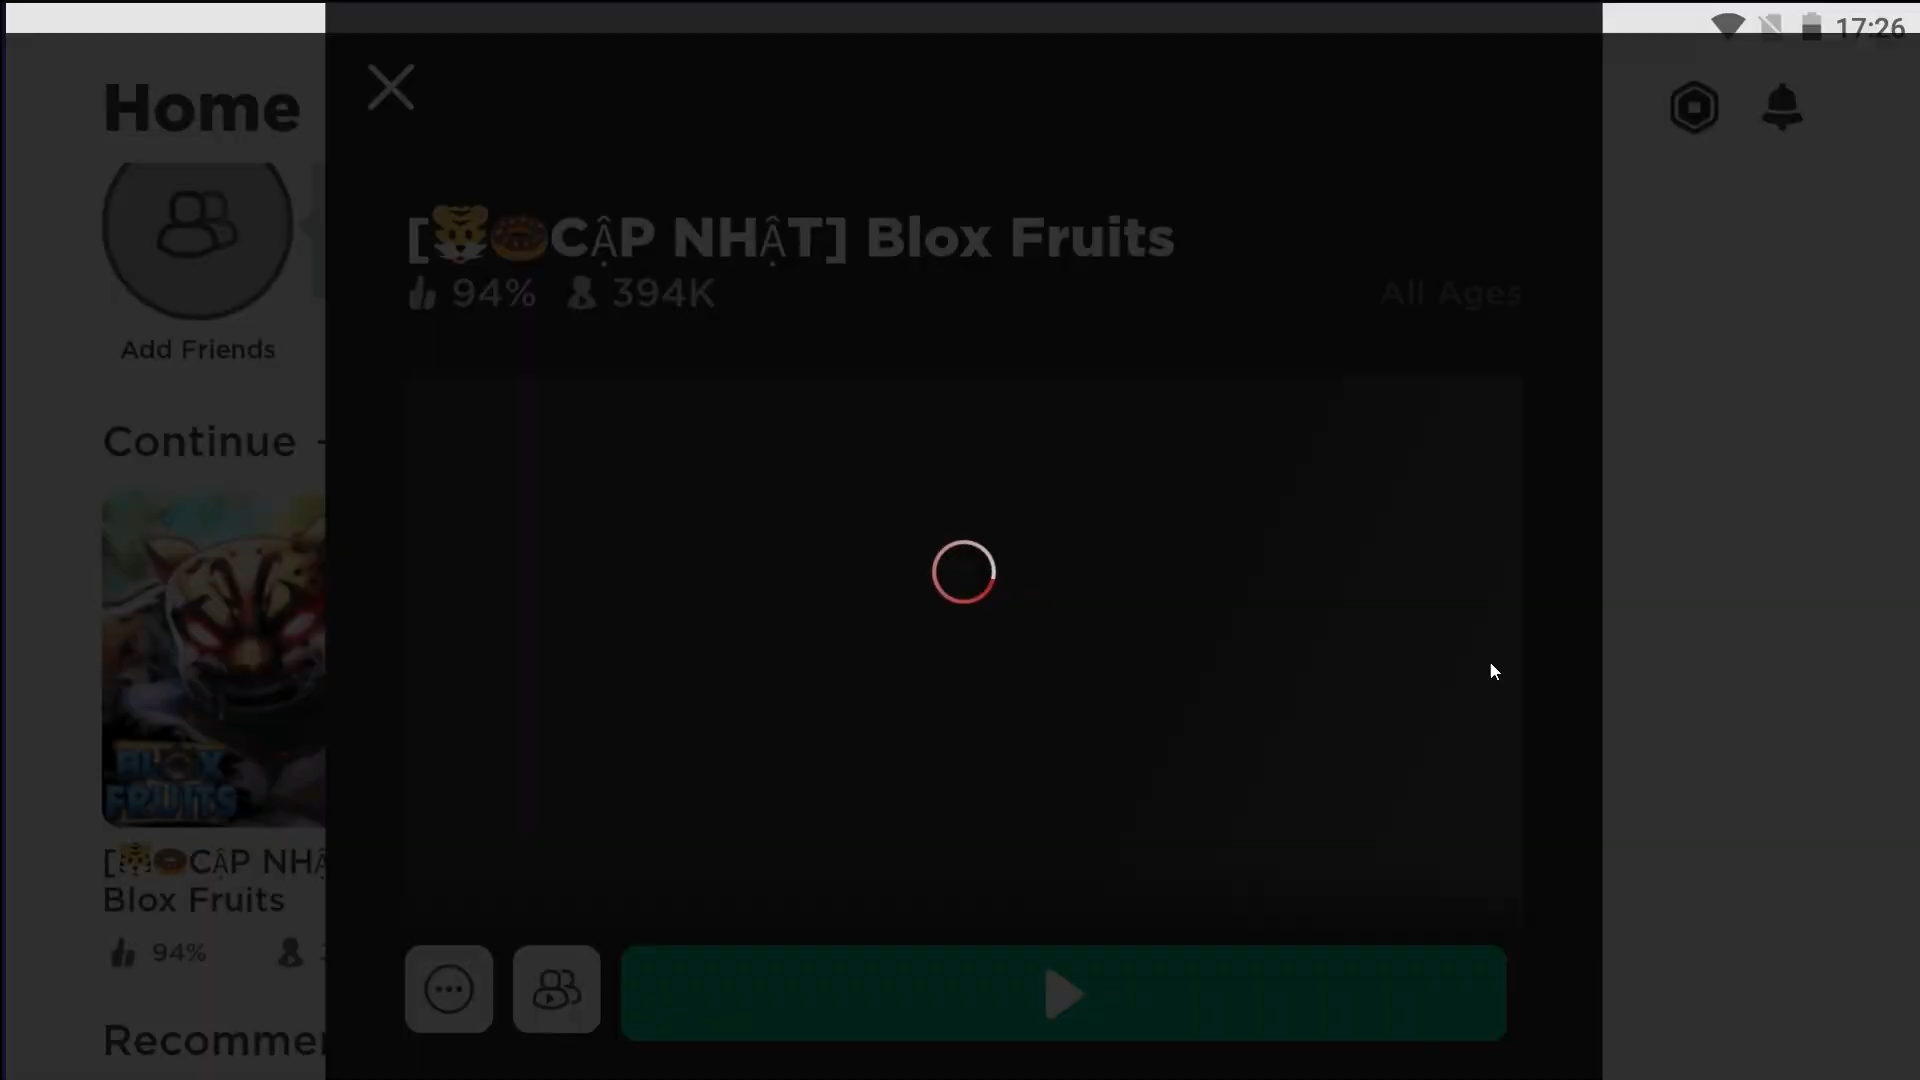 17:26
Home
[🐯🍩CẬP NHẬT] Blox Fruits
94% 394K
All Ages
Add Friends
Continue
BLOX
FRUITS
[🐯🍩CẬP NHẬ
Blox Fruits
94%
Recommen